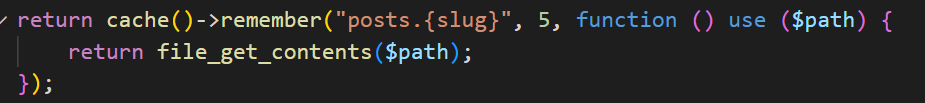 return cache()->remember("posts.{slug}", 5, function () use ($path) {
    return file_get_contents($path);
});